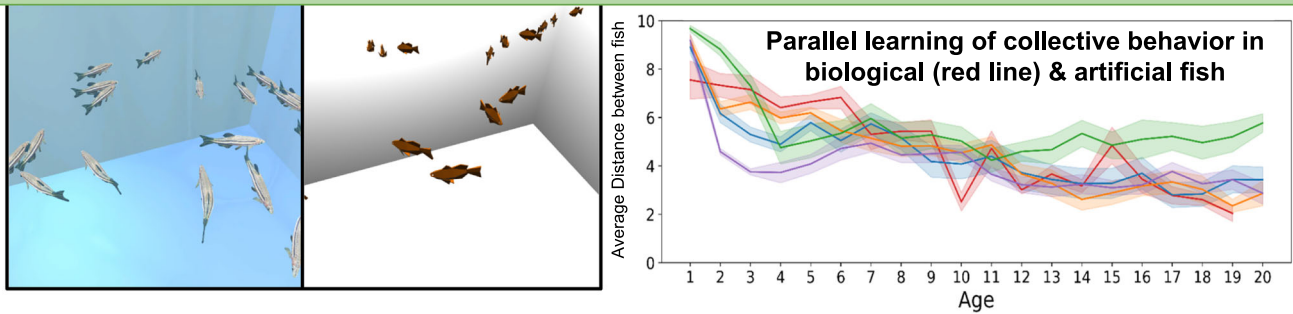 Parallel learning of collective behavior in
biological (red line) & artificial fish
Average Distance between fish
10
8
6
4
2
0
1 2 3 4 5 6 7 8 9 10 11 12 13 14 15 16 17 18 19 20
Age